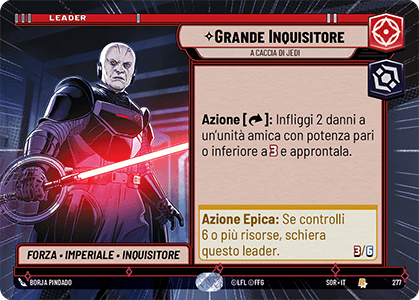 LEADER
GRANDE INQUISITORE
A CACCIA DI JEDI
Azione [ ]: Infliggi 2 danni a
un'unità amica con potenza pari
o inferiore a 3 e approntala.
Azione Epica: Se controlli
6 o più risorse, schiera
questo leader.
3/6
FORZA • IMPERIALE • INQUISITORE
BORJA PINDADO
©LFL ©FFG
SOR • IT
277